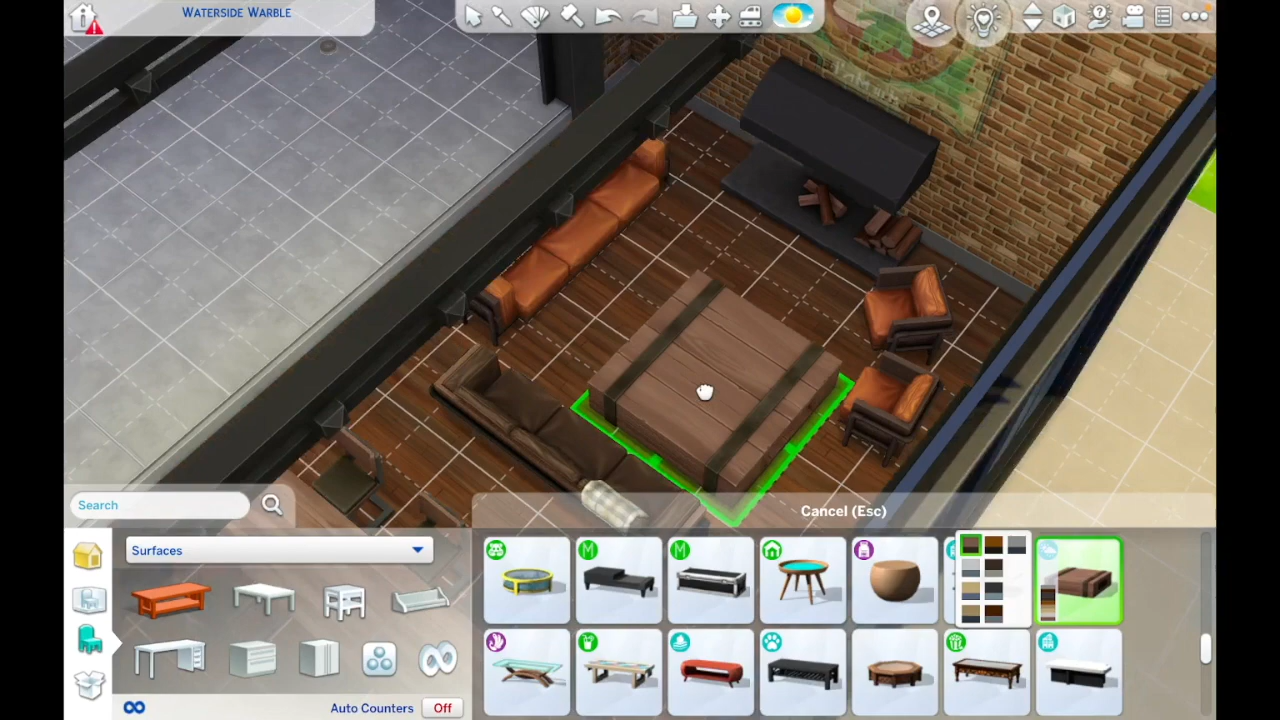 WATERSIDE WARBLE
Cancel (Esc)
Search
Surfaces
Auto Counters Off